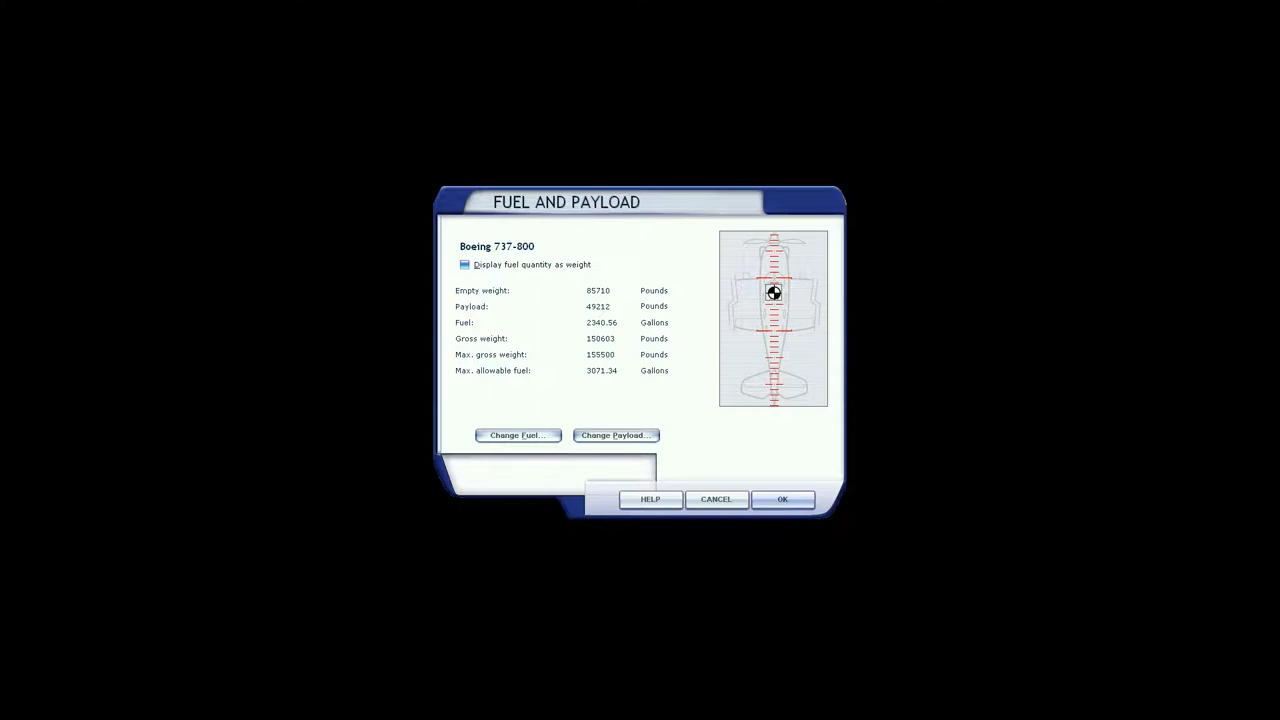 FUEL AND PAYLOAD
Boeing 737-800
Display fuel quantity as weight
Empty weight: 85710 Pounds
Payload: 49212 Pounds
Fuel: 2340.56 Gallons
Gross weight: 150603 Pounds
Max. gross weight: 155500 Pounds
Max. allowable fuel: 3071.34 Gallons
Change Fuel... Change Payload...
HELP CANCEL OK